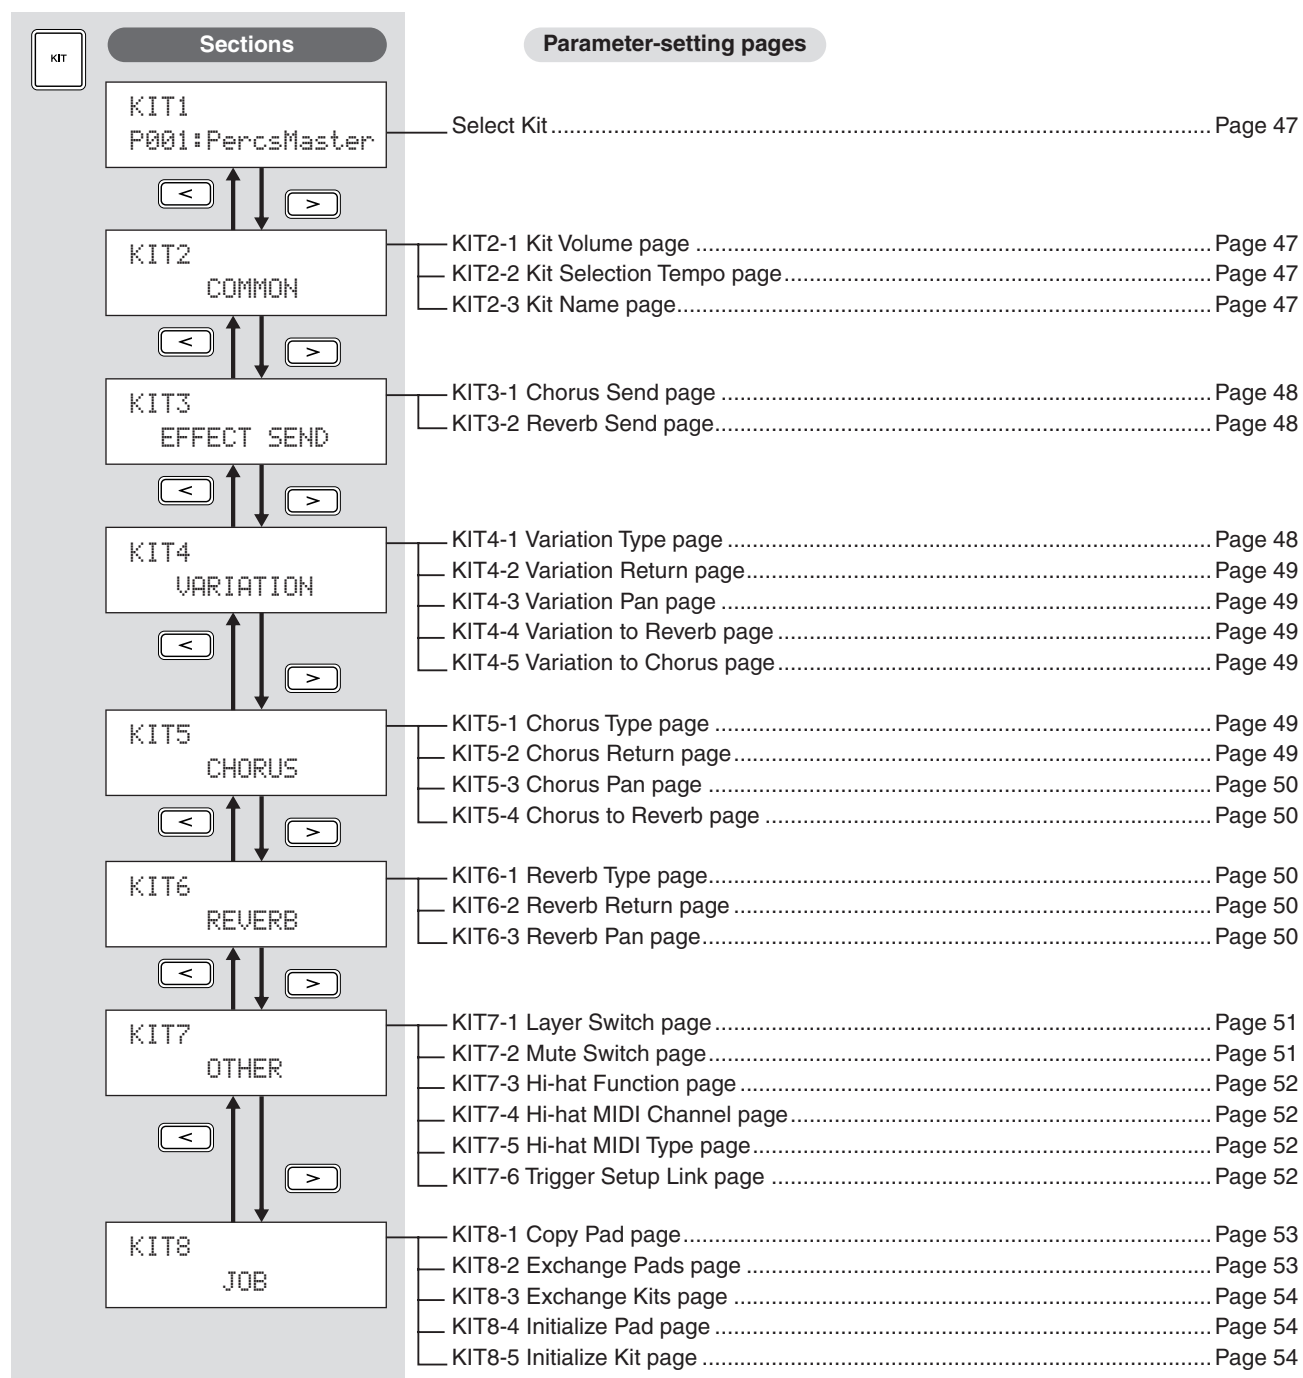 KIT
Sections
Parameter-setting pages
KIT1
P001:PercsMaster
Select Kit ........ Page 47
<
>
KIT2
COMMON
KIT2-1 Kit Volume page ........ Page 47
KIT2-2 Kit Selection Tempo page ........ Page 47
KIT2-3 Kit Name page ........ Page 47
<
>
KIT3
EFFECT SEND
KIT3-1 Chorus Send page ........ Page 48
KIT3-2 Reverb Send page ........ Page 48
<
>
KIT4
VARIATION
KIT4-1 Variation Type page ........ Page 48
KIT4-2 Variation Return page ........ Page 49
KIT4-3 Variation Pan page ........ Page 49
KIT4-4 Variation to Reverb page ........ Page 49
KIT4-5 Variation to Chorus page ........ Page 49
<
>
KIT5
CHORUS
KIT5-1 Chorus Type page ........ Page 49
KIT5-2 Chorus Return page ........ Page 49
KIT5-3 Chorus Pan page ........ Page 50
KIT5-4 Chorus to Reverb page ........ Page 50
<
>
KIT6
REVERB
KIT6-1 Reverb Type page ........ Page 50
KIT6-2 Reverb Return page ........ Page 50
KIT6-3 Reverb Pan page ........ Page 50
<
>
KIT7
OTHER
KIT7-1 Layer Switch page ........ Page 51
KIT7-2 Mute Switch page ........ Page 51
KIT7-3 Hi-hat Function page ........ Page 52
KIT7-4 Hi-hat MIDI Channel page ........ Page 52
KIT7-5 Hi-hat MIDI Type page ........ Page 52
KIT7-6 Trigger Setup Link page ........ Page 52
<
>
KIT8
JOB
KIT8-1 Copy Pad page ........ Page 53
KIT8-2 Exchange Pads page ........ Page 53
KIT8-3 Exchange Kits page ........ Page 54
KIT8-4 Initialize Pad page ........ Page 54
KIT8-5 Initialize Kit page ........ Page 54